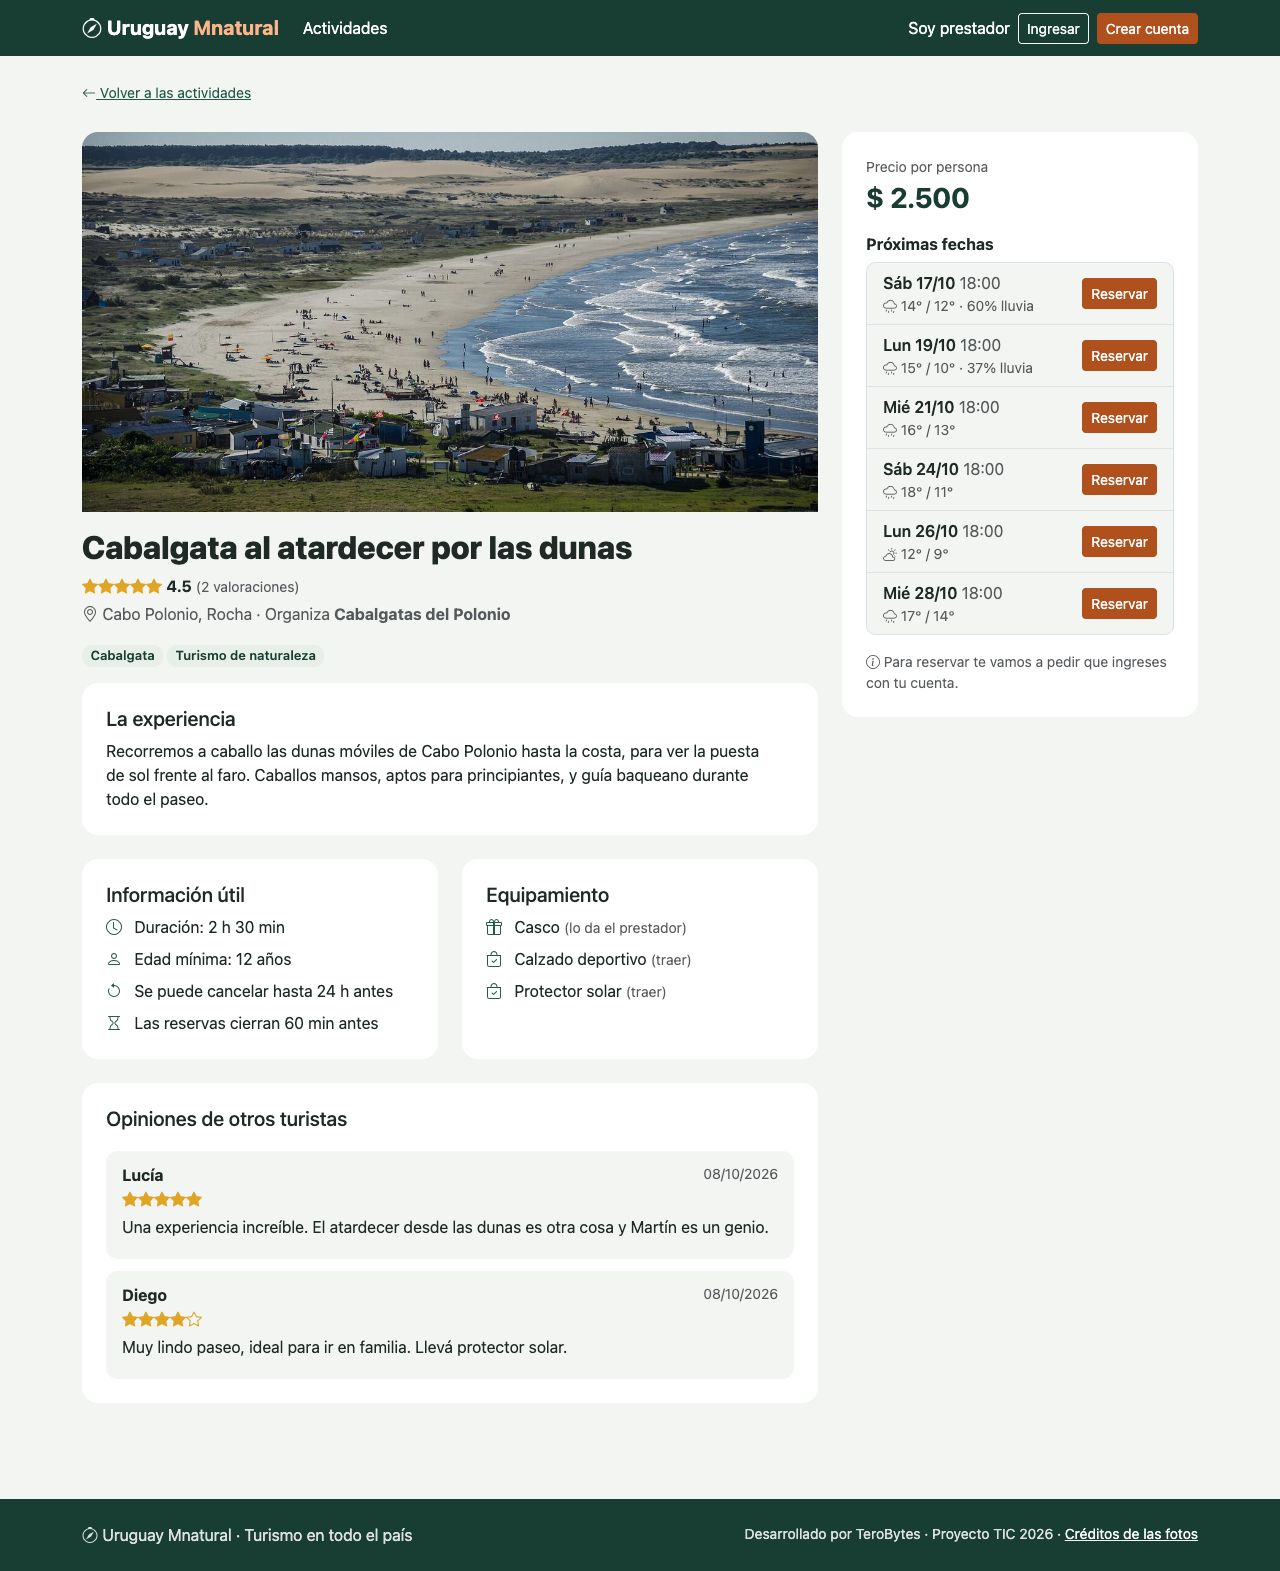 Uruguay Mnatural
Actividades
Soy prestador
Ingresar
Crear cuenta
← Volver a las actividades
Cabalgata al atardecer por las dunas
4.5 (2 valoraciones)
Cabo Polonio, Rocha · Organiza Cabalgatas del Polonio
Cabalgata
Turismo de naturaleza
La experiencia
Recorremos a caballo las dunas móviles de Cabo Polonio hasta la costa, para ver la puesta
de sol frente al faro. Caballos mansos, aptos para principiantes, y guía baqueano durante
todo el paseo.
Información útil
Duración: 2 h 30 min
Edad mínima: 12 años
Se puede cancelar hasta 24 h antes
Las reservas cierran 60 min antes
Equipamiento
Casco (lo da el prestador)
Calzado deportivo (traer)
Protector solar (traer)
Opiniones de otros turistas
Lucía
08/10/2026
Una experiencia increíble. El atardecer desde las dunas es otra cosa y Martín es un genio.
Diego
08/10/2026
Muy lindo paseo, ideal para ir en familia. Llevá protector solar.
Precio por persona
$ 2.500
Próximas fechas
Sáb 17/10 18:00
14° / 12° · 60% lluvia
Reservar
Lun 19/10 18:00
15° / 10° · 37% lluvia
Reservar
Mié 21/10 18:00
16° / 13°
Reservar
Sáb 24/10 18:00
18° / 11°
Reservar
Lun 26/10 18:00
12° / 9°
Reservar
Mié 28/10 18:00
17° / 14°
Reservar
Para reservar te vamos a pedir que ingreses
con tu cuenta.
Uruguay Mnatural · Turismo en todo el país
Desarrollado por TeroBytes · Proyecto TIC 2026 · Créditos de las fotos